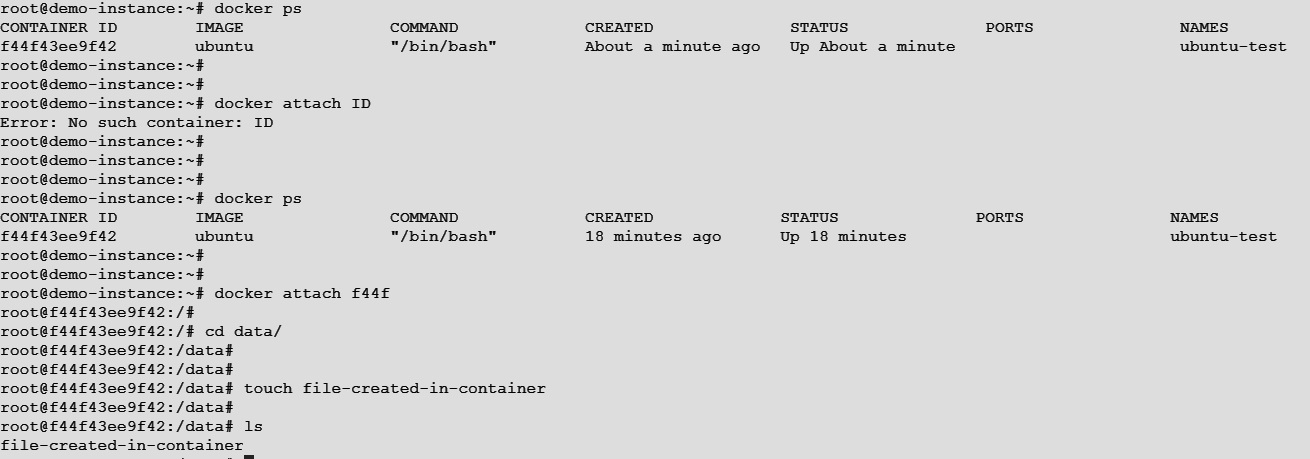 root@demo-instance:~# docker ps
CONTAINER ID IMAGE COMMAND CREATED STATUS PORTS NAMES
f44f43ee9f42 ubuntu "/bin/bash" About a minute ago Up About a minute ubuntu-test
root@demo-instance:~#
root@demo-instance:~#
root@demo-instance:~# docker attach ID
Error: No such container: ID
root@demo-instance:~#
root@demo-instance:~#
root@demo-instance:~#
root@demo-instance:~# docker ps
CONTAINER ID IMAGE COMMAND CREATED STATUS PORTS NAMES
f44f43ee9f42 ubuntu "/bin/bash" 18 minutes ago Up 18 minutes ubuntu-test
root@demo-instance:~#
root@demo-instance:~#
root@demo-instance:~# docker attach f44f
root@f44f43ee9f42:/#
root@f44f43ee9f42:/# cd data/
root@f44f43ee9f42:/data#
root@f44f43ee9f42:/data#
root@f44f43ee9f42:/data# touch file-created-in-container
root@f44f43ee9f42:/data#
root@f44f43ee9f42:/data# ls
file-created-in-container